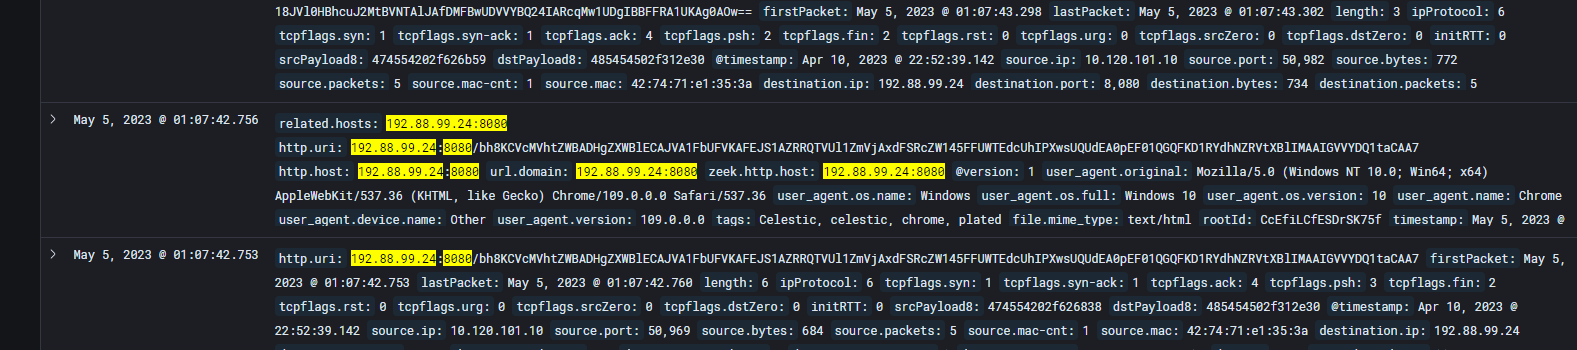 18JVl0HBhcuJ2MtBVNTAlJAfDMFBwUDVVYBQ24IARcqMw1UDgIBBFFRA1UKAg0AOw== firstPacket: May 5, 2023 @ 01:07:43.298 lastPacket: May 5, 2023 @ 01:07:43.302 length: 3 ipProtocol: 6
tcpflags.syn: 1 tcpflags.syn-ack: 1 tcpflags.ack: 4 tcpflags.psh: 2 tcpflags.fin: 2 tcpflags.rst: 0 tcpflags.urg: 0 tcpflags.srcZero: 0 tcpflags.dstZero: 0 initRTT: 0
srcPayload8: 474554202f626b59 dstPayload8: 485454502f312e30 @timestamp: Apr 10, 2023 @ 22:52:39.142 source.ip: 10.120.101.10 source.port: 50,982 source.bytes: 772
source.packets: 5 source.mac-cnt: 1 source.mac: 42:74:71:e1:35:3a destination.ip: 192.88.99.24 destination.port: 8,080 destination.bytes: 734 destination.packets: 5
May 5, 2023 @ 01:07:42.756 related.hosts: 192.88.99.24:8080
http.uri: 192.88.99.24:8080/bh8KCVcMVhtZWBADHgZXWBlECAJVA1FbUFVKAFEJS1AZRRQTVUl1ZmVjAxdFSRcZW145FFUWTEdcUhIPXwsUQUdEA0pEF01QGQFKD1RYdhNZRVtXBlIMAAIGVVYDQ1taCAA7
http.host: 192.88.99.24:8080 url.domain: 192.88.99.24:8080 zeek.http.host: 192.88.99.24:8080 @version: 1 user_agent.original: Mozilla/5.0 (Windows NT 10.0; Win64; x64)
AppleWebKit/537.36 (KHTML, like Gecko) Chrome/109.0.0.0 Safari/537.36 user_agent.os.name: Windows user_agent.os.full: Windows 10 user_agent.os.version: 10 user_agent.name: Chrome
user_agent.device.name: Other user_agent.version: 109.0.0.0 tags: Celestic, celestic, chrome, plated file.mime_type: text/html rootId: CcEfiLCfESDrSK75f timestamp: May 5, 2023 @
May 5, 2023 @ 01:07:42.753 http.uri: 192.88.99.24:8080/bh8KCVcMVhtZWBADHgZXWBlECAJVA1FbUFVKAFEJS1AZRRQTVUl1ZmVjAxdFSRcZW145FFUWTEdcUhIPXwsUQUdEA0pEF01QGQFKD1RYdhNZRVtXBlIMAAIGVVYDQ1taCAA7 firstPacket: May 5,
2023 @ 01:07:42.753 lastPacket: May 5, 2023 @ 01:07:42.760 length: 6 ipProtocol: 6 tcpflags.syn: 1 tcpflags.syn-ack: 1 tcpflags.ack: 4 tcpflags.psh: 3 tcpflags.fin: 2
tcpflags.rst: 0 tcpflags.urg: 0 tcpflags.srcZero: 0 tcpflags.dstZero: 0 initRTT: 0 srcPayload8: 474554202f626838 dstPayload8: 485454502f312e30 @timestamp: Apr 10, 2023 @
22:52:39.142 source.ip: 10.120.101.10 source.port: 50,969 source.bytes: 684 source.packets: 5 source.mac-cnt: 1 source.mac: 42:74:71:e1:35:3a destination.ip: 192.88.99.24